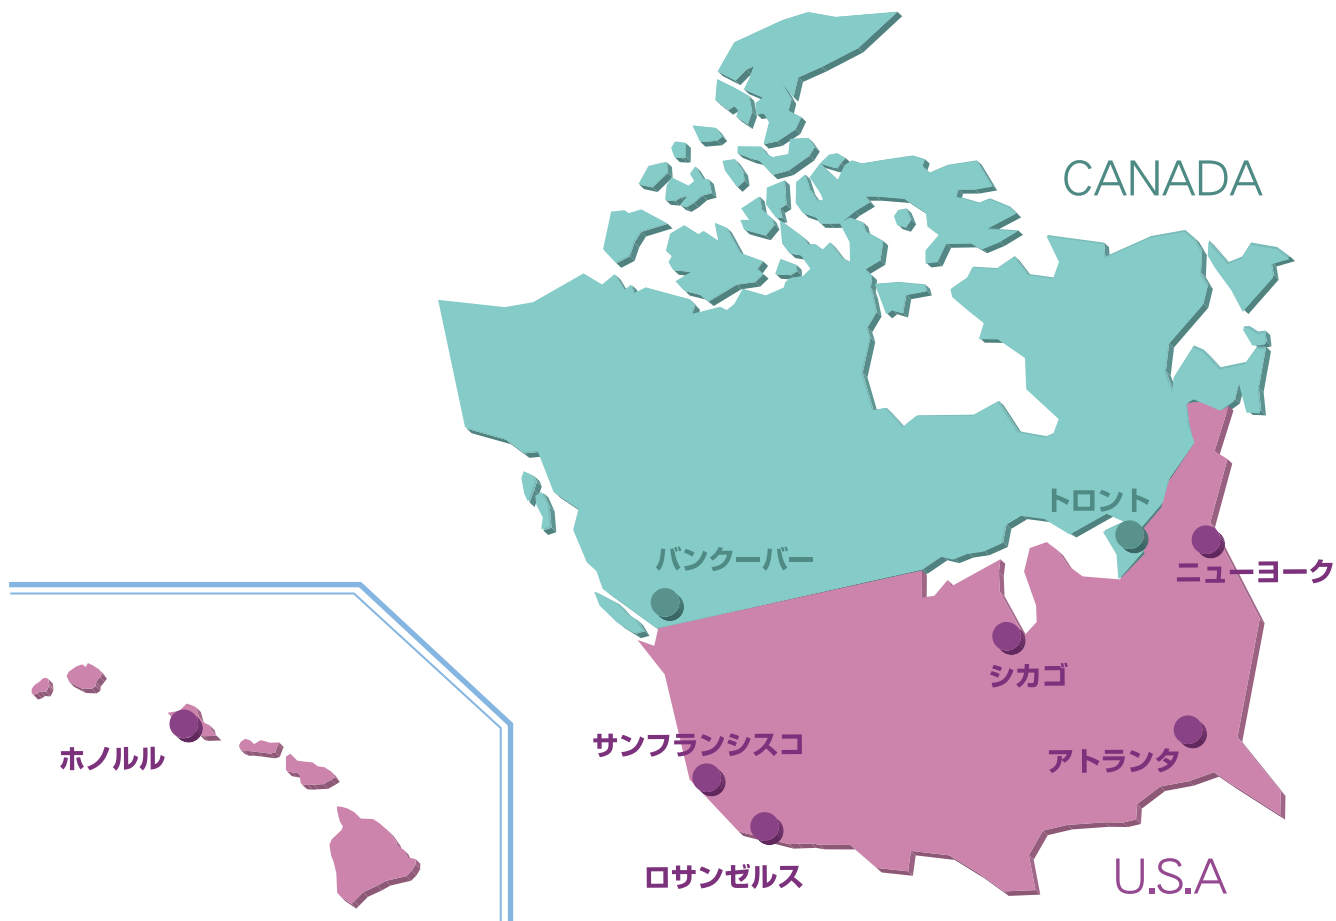 CANADA
トロント
バンクーバー
ニューヨーク
シカゴ
サンフランシスコ
ホノルル
アトランタ
ロサンゼルス
U.S.A